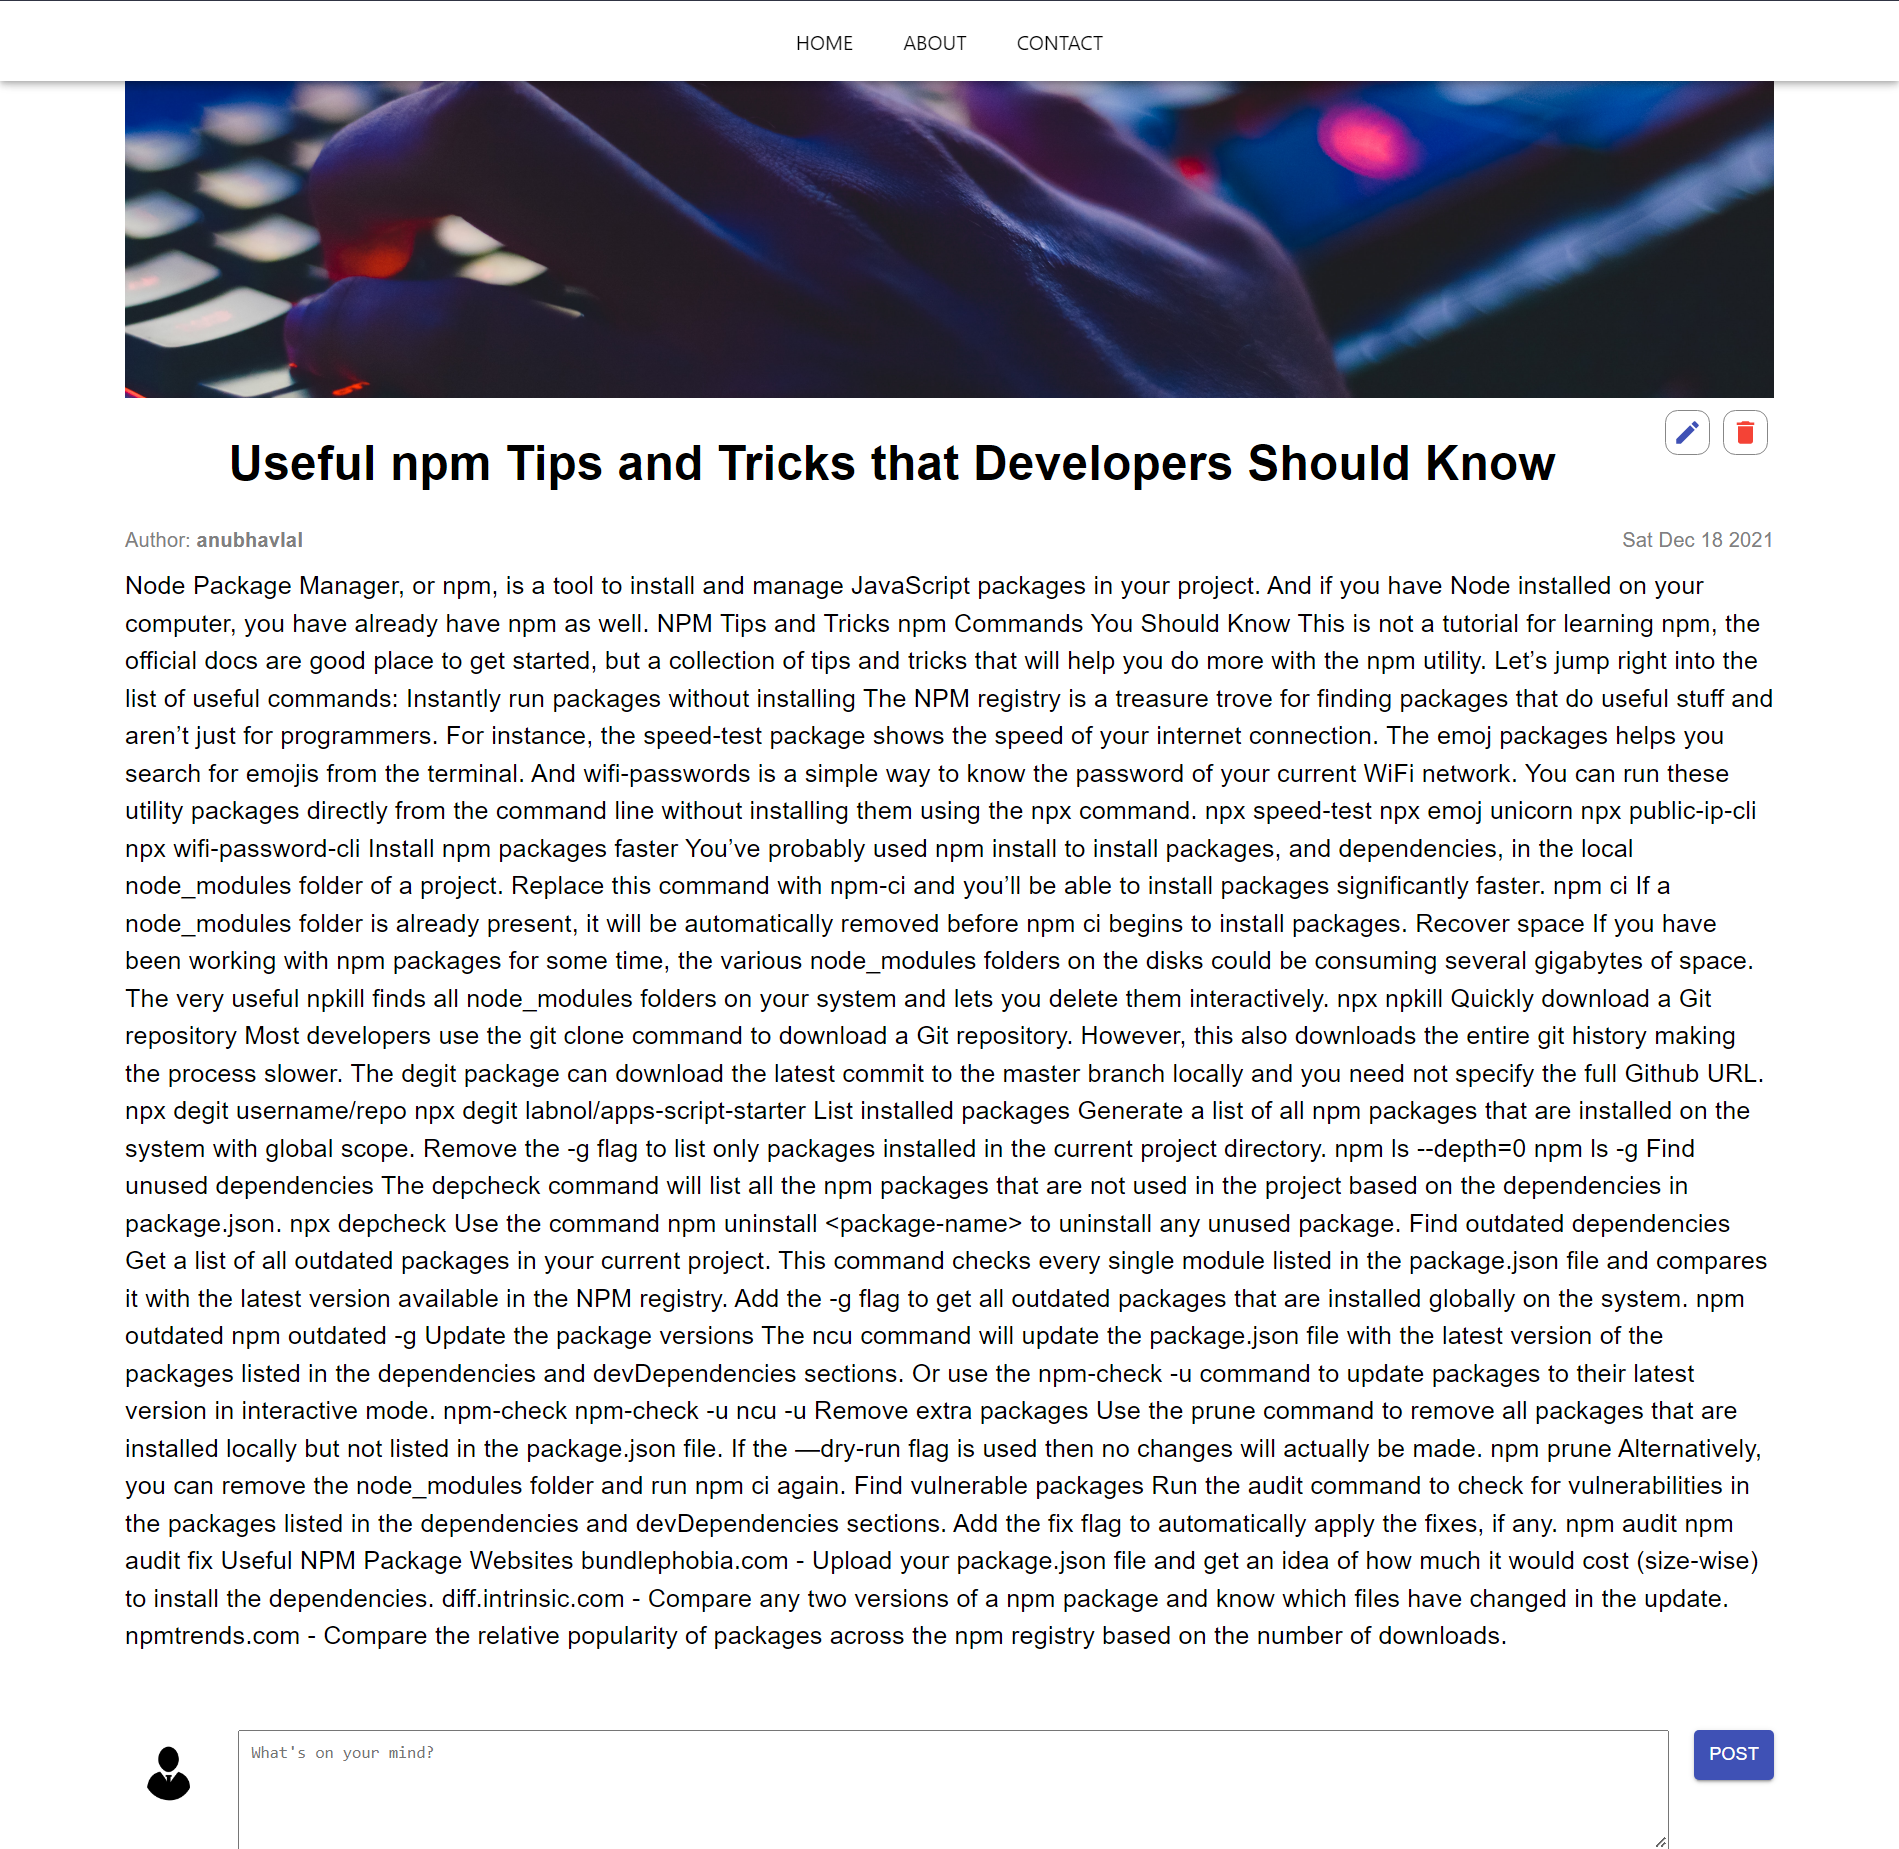 HOME ABOUT CONTACT
Useful npm Tips and Tricks that Developers Should Know
Author: anubhavlal Sat Dec 18 2021
Node Package Manager, or npm, is a tool to install and manage JavaScript packages in your project. And if you have Node installed on your
computer, you have already have npm as well. NPM Tips and Tricks npm Commands You Should Know This is not a tutorial for learning npm, the
official docs are good place to get started, but a collection of tips and tricks that will help you do more with the npm utility. Let’s jump right into the
list of useful commands: Instantly run packages without installing The NPM registry is a treasure trove for finding packages that do useful stuff and
aren’t just for programmers. For instance, the speed-test package shows the speed of your internet connection. The emoj packages helps you
search for emojis from the terminal. And wifi-passwords is a simple way to know the password of your current WiFi network. You can run these
utility packages directly from the command line without installing them using the npx command. npx speed-test npx emoj unicorn npx public-ip-cli
npx wifi-password-cli Install npm packages faster You’ve probably used npm install to install packages, and dependencies, in the local
node_modules folder of a project. Replace this command with npm-ci and you’ll be able to install packages significantly faster. npm ci If a
node_modules folder is already present, it will be automatically removed before npm ci begins to install packages. Recover space If you have
been working with npm packages for some time, the various node_modules folders on the disks could be consuming several gigabytes of space.
The very useful npkill finds all node_modules folders on your system and lets you delete them interactively. npx npkill Quickly download a Git
repository Most developers use the git clone command to download a Git repository. However, this also downloads the entire git history making
the process slower. The degit package can download the latest commit to the master branch locally and you need not specify the full Github URL.
npx degit username/repo npx degit labnol/apps-script-starter List installed packages Generate a list of all npm packages that are installed on the
system with global scope. Remove the -g flag to list only packages installed in the current project directory. npm ls --depth=0 npm ls -g Find
unused dependencies The depcheck command will list all the npm packages that are not used in the project based on the dependencies in
package.json. npx depcheck Use the command npm uninstall <package-name> to uninstall any unused package. Find outdated dependencies
Get a list of all outdated packages in your current project. This command checks every single module listed in the package.json file and compares
it with the latest version available in the NPM registry. Add the -g flag to get all outdated packages that are installed globally on the system. npm
outdated npm outdated -g Update the package versions The ncu command will update the package.json file with the latest version of the
packages listed in the dependencies and devDependencies sections. Or use the npm-check -u command to update packages to their latest
version in interactive mode. npm-check npm-check -u ncu -u Remove extra packages Use the prune command to remove all packages that are
installed locally but not listed in the package.json file. If the —dry-run flag is used then no changes will actually be made. npm prune Alternatively,
you can remove the node_modules folder and run npm ci again. Find vulnerable packages Run the audit command to check for vulnerabilities in
the packages listed in the dependencies and devDependencies sections. Add the fix flag to automatically apply the fixes, if any. npm audit npm
audit fix Useful NPM Package Websites bundlephobia.com - Upload your package.json file and get an idea of how much it would cost (size-wise)
to install the dependencies. diff.intrinsic.com - Compare any two versions of a npm package and know which files have changed in the update.
npmtrends.com - Compare the relative popularity of packages across the npm registry based on the number of downloads.
What's on your mind? POST